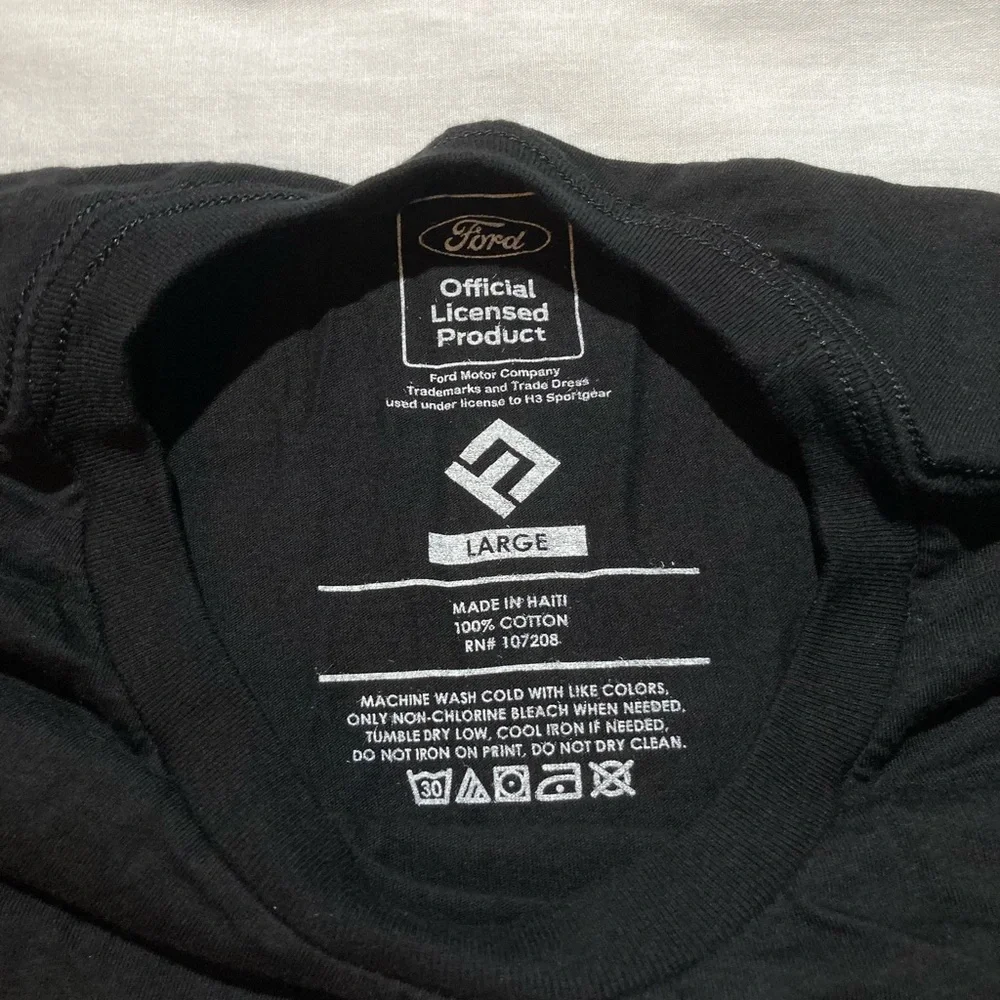 Ford
Official
Licensed
Product
Ford Motor Company
Trademarks and Trade Dress
used under license to H3 Sportgear
LARGE
MADE IN HAITI
100% COTTON
RN# 107208
MACHINE WASH COLD WITH LIKE COLORS,
ONLY NON-CHLORINE BLEACH WHEN NEEDED,
TUMBLE DRY LOW, COOL IRON IF NEEDED,
DO NOT IRON ON PRINT, DO NOT DRY CLEAN.
30